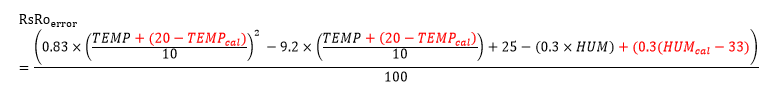 RsRo_error
= (0.83 × ((TEMP + (20 − TEMP_cal))/10)² − 9.2 × ((TEMP + (20 − TEMP_cal))/10) + 25 − (0.3 × HUM) + (0.3(HUM_cal − 33))/100